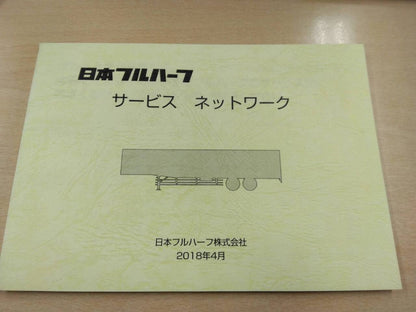 日本フルハーフ
サービス ネットワーク
日本フルハーフ株式会社
2018年4月